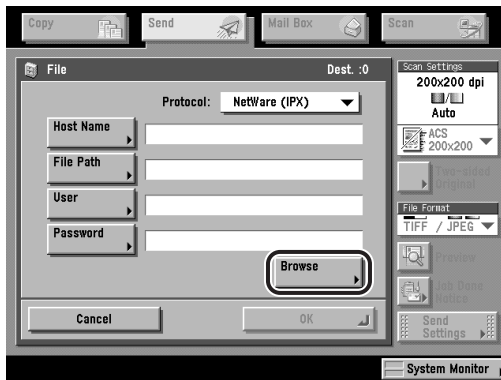 Copy Send Mail Box Scan
File Dest. :0
Protocol: NetWare (IPX)
Host Name
File Path
User
Password
Browse
Cancel OK
Scan Settings
200x200 dpi
Auto
ACS
200x200
Two-sided
Original
File Format
TIFF / JPEG
Preview
Job Done
Notice
Send
Settings
System Monitor